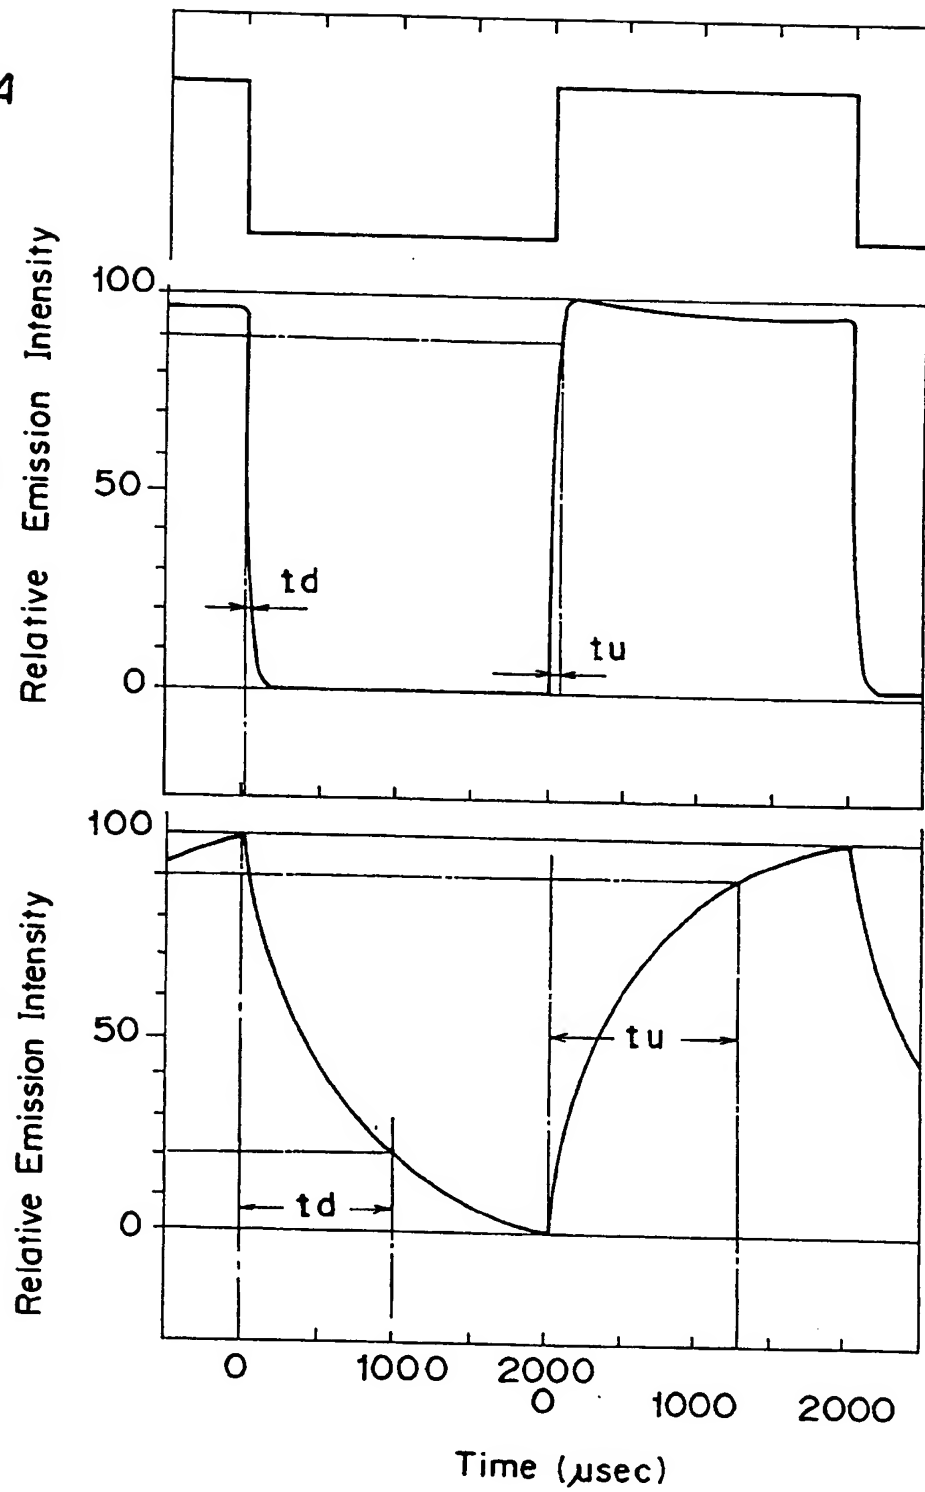 4
100
50
0
Relative Emission Intensity
td
tu
100
50
0
Relative Emission Intensity
td
tu
0 1000 2000
0 1000 2000
Time (μsec)